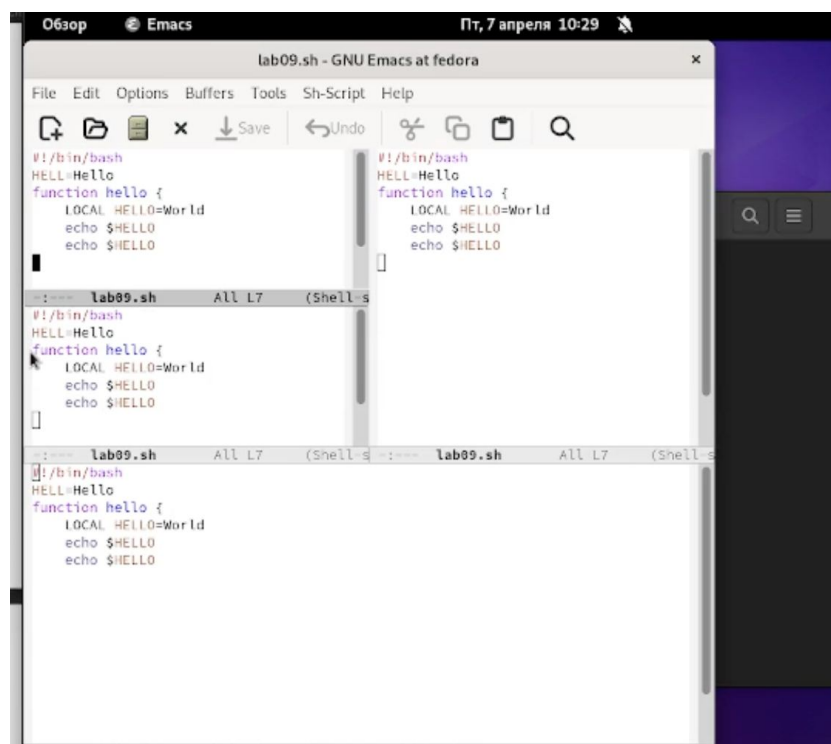 Обзор Emacs Пт, 7 апреля 10:29
lab09.sh - GNU Emacs at fedora
File Edit Options Buffers Tools Sh-Script Help
Save Undo
#!/bin/bash
HELL=Hello
function hello {
LOCAL HELLO=World
echo $HELLO
echo $HELLO
-:--- lab09.sh All L7 (Shell-s
#!/bin/bash
HELL=Hello
function hello {
LOCAL HELLO=World
echo $HELLO
echo $HELLO
-:--- lab09.sh All L7 (Shell-s
#!/bin/bash
HELL=Hello
function hello {
LOCAL HELLO=World
echo $HELLO
echo $HELLO
-:--- lab09.sh All L7 (Shell-s
#!/bin/bash
HELL=Hello
function hello {
LOCAL HELLO=World
echo $HELLO
echo $HELLO